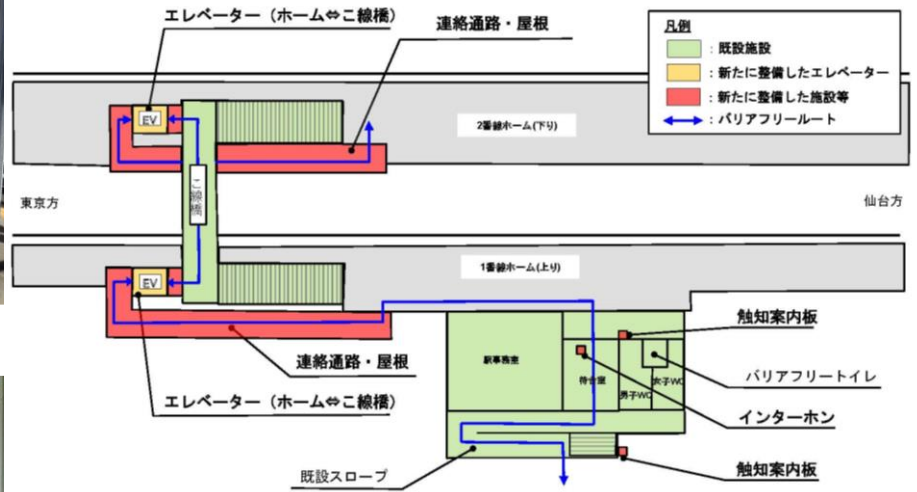 エレベーター（ホーム⇔こ線橋）
連絡通路・屋根
凡例
：既設施設
：新たに整備したエレベーター
：新たに整備した施設等
：バリアフリールート
EV
2番線ホーム(下り)
こ線橋
東京方
仙台方
1番線ホーム(上り)
EV
触知案内板
駅事務室
待合室
男子WC
女子WC
連絡通路・屋根
バリアフリートイレ
エレベーター（ホーム⇔こ線橋）
インターホン
既設スロープ
触知案内板